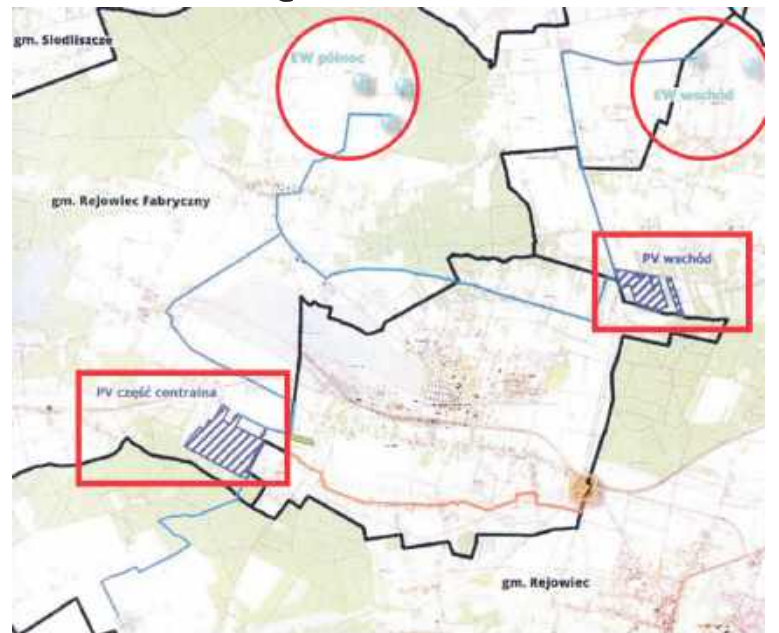 gm. Siedliszcze
EW północ
EW wschód
gm. Rejowiec Fabryczny
PV wschód
PV część centralna
gm. Rejowiec